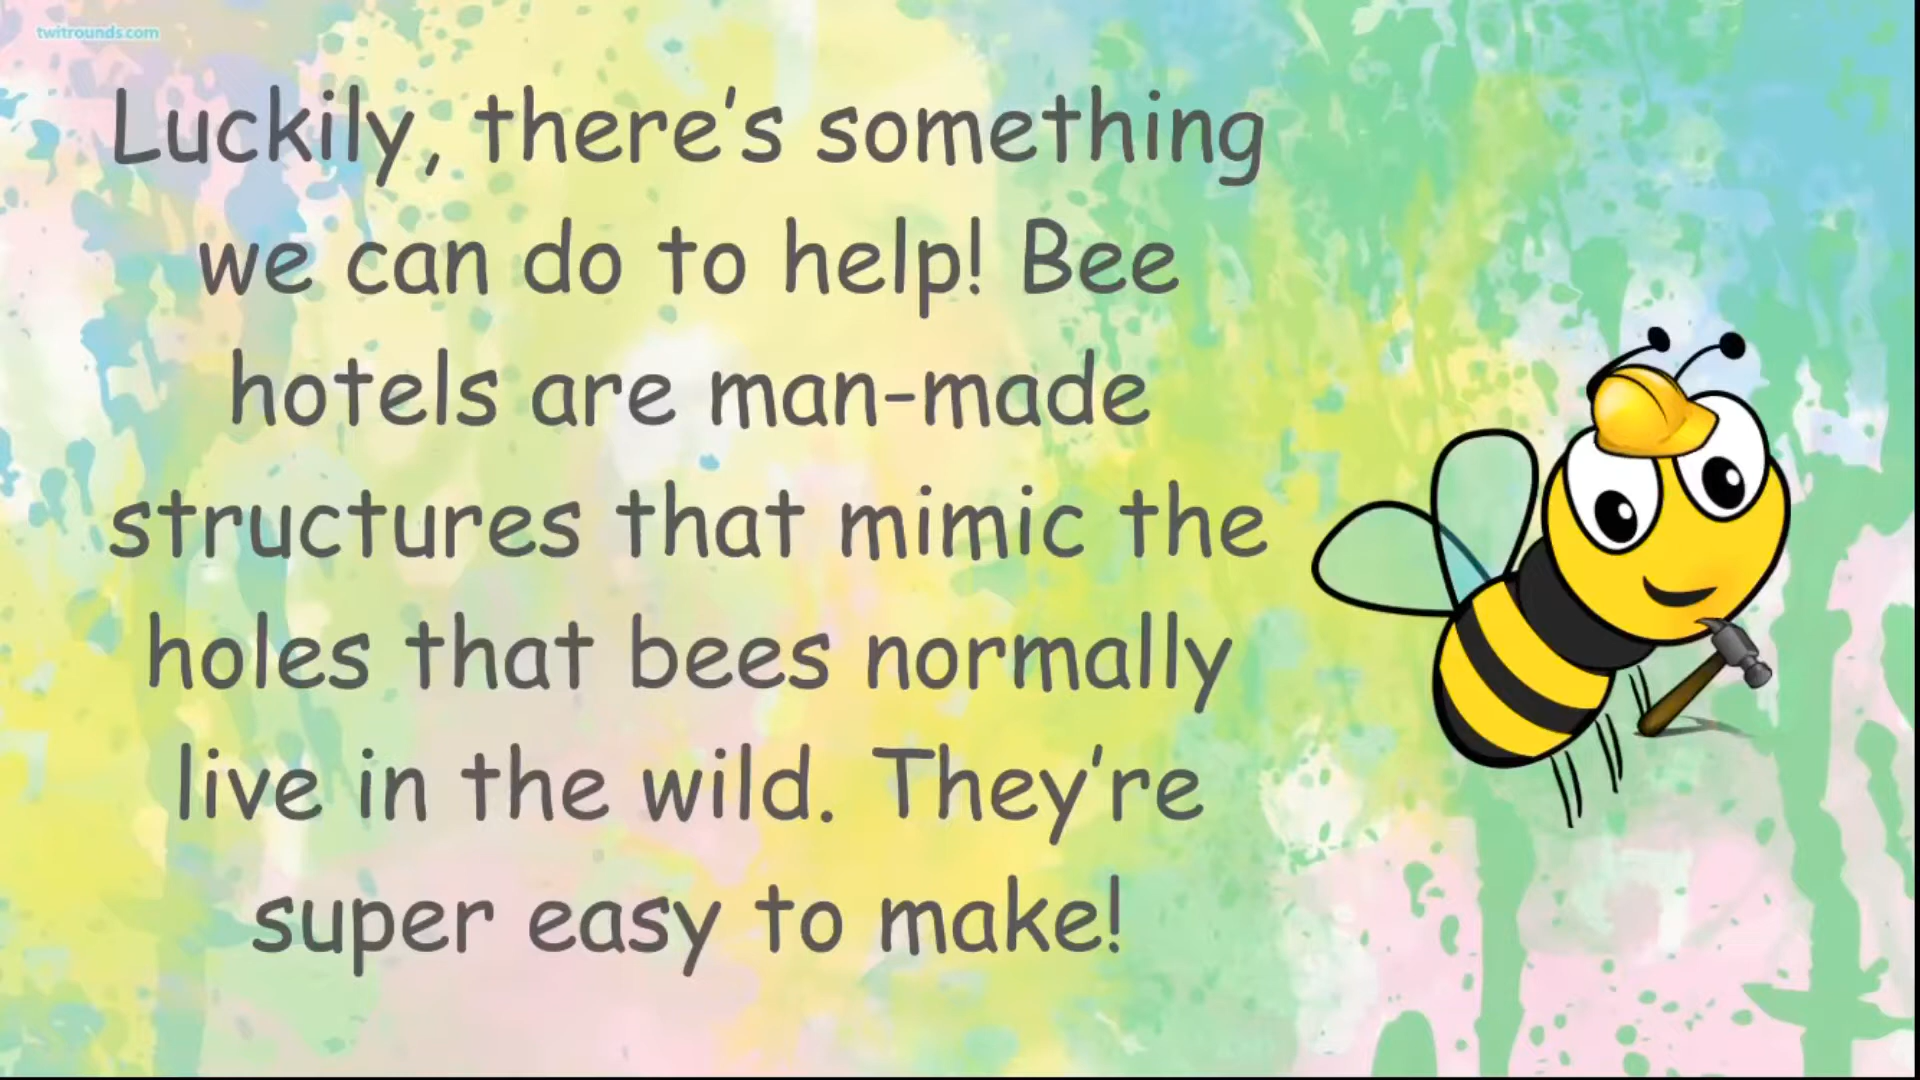 twitrounds.com
Luckily, there's something
we can do to help! Bee
hotels are man-made
structures that mimic the
holes that bees normally
live in the wild. They're
super easy to make!